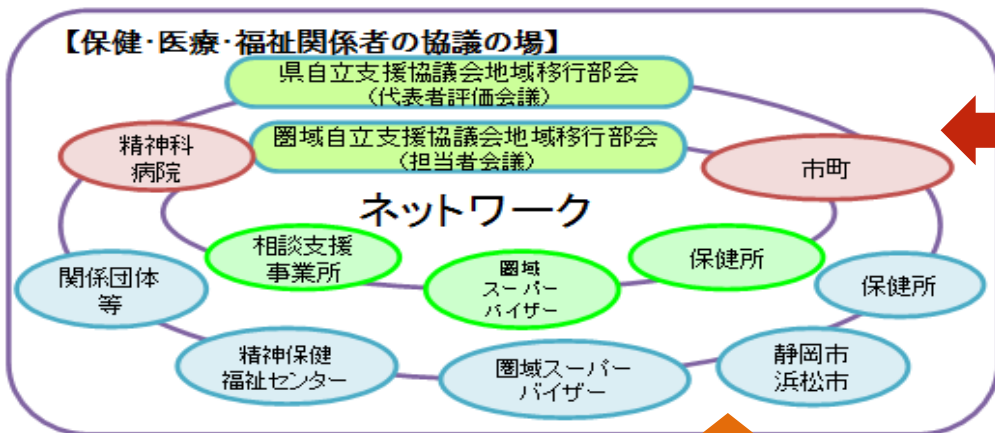 【保健・医療・福祉関係者の協議の場】
県自立支援協議会地域移行部会
（代表者評価会議）
圏域自立支援協議会地域移行部会
（担当者会議）
精神科
病院
市町
ネットワーク
相談支援
事業所
圏域
スーパー
バイザー
保健所
関係団体
等
保健所
精神保健
福祉センター
圏域スーパー
バイザー
静岡市
浜松市